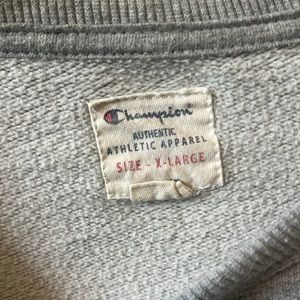 Champion
AUTHENTIC
ATHLETIC APPAREL
SIZE - X-LARGE